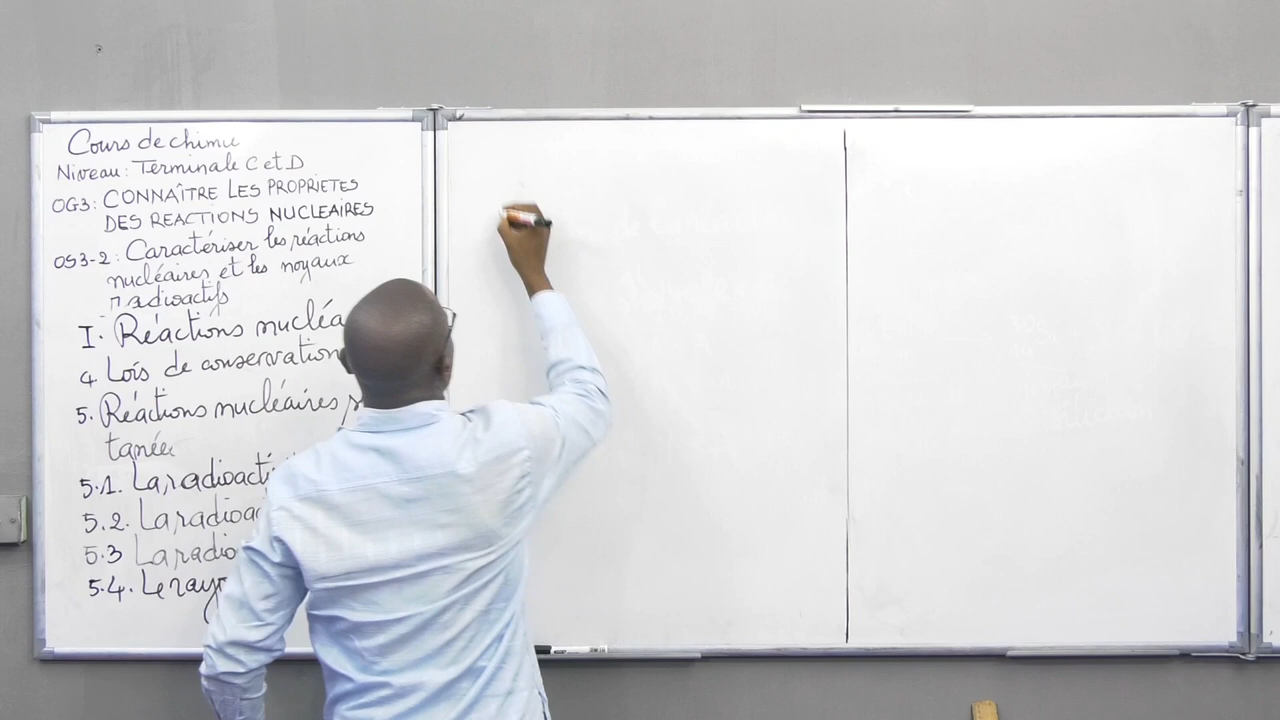 Cours de chimie
Niveau: Terminale C et D
OG3: CONNAÎTRE LES PROPRIETES
DES REACTIONS NUCLEAIRES
OS3-2: Caractériser les réactions
nucléaires et les noyaux
radioactifs
I. Réactions nucléa
4. Lois de conservation
5. Réactions nucléaires
tanée
5.1. La radioacti
5.2. La radioac
5.3 La radio
5.4. Le rayo